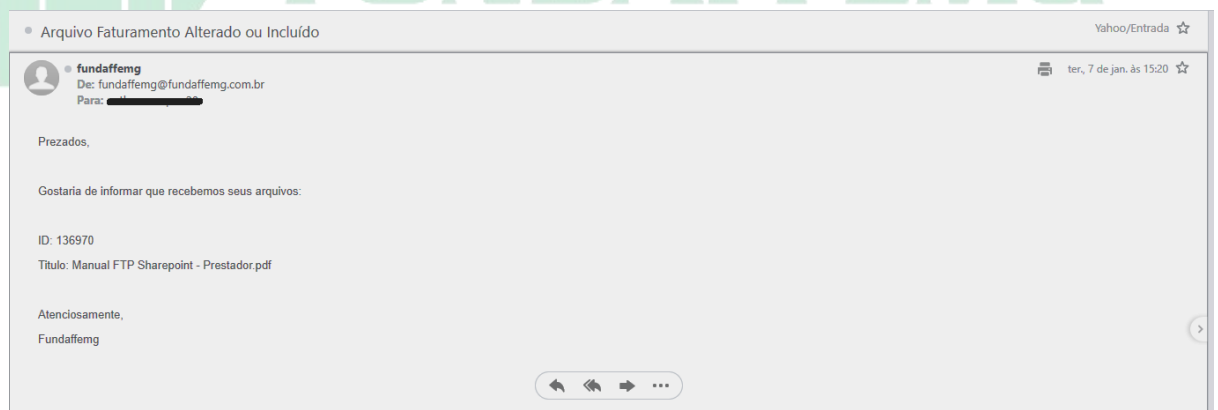 Arquivo Faturamento Alterado ou Incluído
Yahoo/Entrada
fundaffemg
ter., 7 de jan. às 15:20
De: fundaffemg@fundaffemg.com.br
Para:
Prezados,
Gostaria de informar que recebemos seus arquivos:
ID: 136970
Titulo: Manual FTP Sharepoint - Prestador.pdf
Atenciosamente,
Fundaffemg